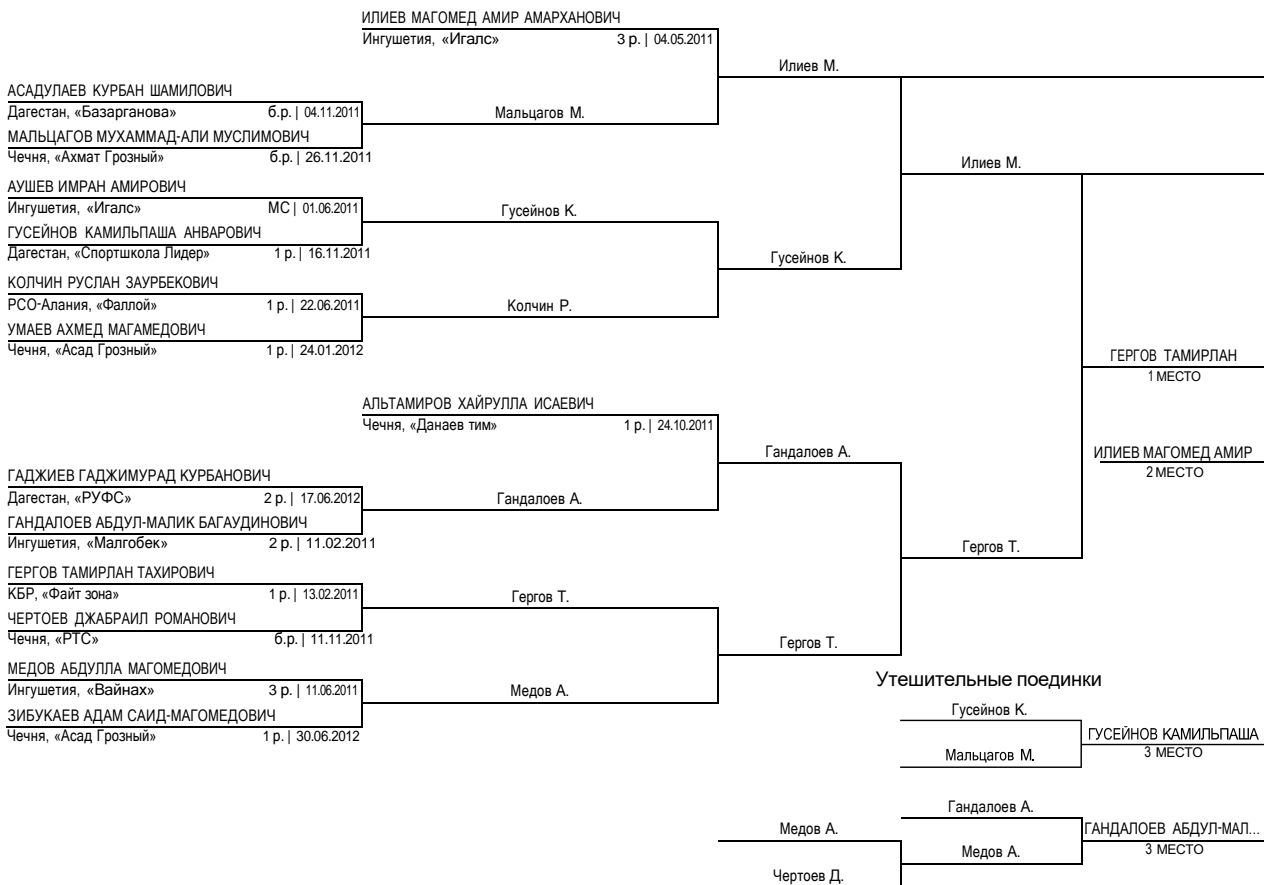 ИЛИЕВ МАГОМЕД АМИР АМАРХАНОВИЧ
Ингушетия, «Игалс» 3 р. | 04.05.2011
Илиев М.
АСАДУЛАЕВ КУРБАН ШАМИЛОВИЧ
Дагестан, «Базарганова» б.р. | 04.11.2011
Мальцагов М.
МАЛЬЦАГОВ МУХАММАД-АЛИ МУСЛИМОВИЧ
Чечня, «Ахмат Грозный» б.р. | 26.11.2011
Илиев М.
АУШЕВ ИМРАН АМИРОВИЧ
Ингушетия, «Игалс» МС | 01.06.2011
Гусейнов К.
ГУСЕЙНОВ КАМИЛЬПАША АНВАРОВИЧ
Дагестан, «Спортшкола Лидер» 1 р. | 16.11.2011
Гусейнов К.
КОЛЧИН РУСЛАН ЗАУРБЕКОВИЧ
РСО-Алания, «Фаллой» 1 р. | 22.06.2011
Колчин Р.
УМАЕВ АХМЕД МАГАМЕДОВИЧ
Чечня, «Асад Грозный» 1 р. | 24.01.2012
ГЕРГОВ ТАМИРЛАН
1 МЕСТО
АЛЬТАМИРОВ ХАЙРУЛЛА ИСАЕВИЧ
Чечня, «Данаев тим» 1 р. | 24.10.2011
Гандалоев А.
ИЛИЕВ МАГОМЕД АМИР
2 МЕСТО
ГАДЖИЕВ ГАДЖИМУРАД КУРБАНОВИЧ
Дагестан, «РУФС» 2 р. | 17.06.2012
Гандалоев А.
ГАНДАЛОЕВ АБДУЛ-МАЛИК БАГАУДИНОВИЧ
Ингушетия, «Малгобек» 2 р. | 11.02.2011
Гергов Т.
ГЕРГОВ ТАМИРЛАН ТАХИРОВИЧ
КБР, «Файт зона» 1 р. | 13.02.2011
Гергов Т.
ЧЕРТОЕВ ДЖАБРАИЛ РОМАНОВИЧ
Чечня, «РТС» б.р. | 11.11.2011
Гергов Т.
МЕДОВ АБДУЛЛА МАГОМЕДОВИЧ
Ингушетия, «Вайнах» 3 р. | 11.06.2011
Медов А.
ЗИБУКАЕВ АДАМ САИД-МАГОМЕДОВИЧ
Чечня, «Асад Грозный» 1 р. | 30.06.2012
Утешительные поединки
Гусейнов К.
ГУСЕЙНОВ КАМИЛЬПАША
3 МЕСТО
Мальцагов М.
Гандалоев А.
Медов А.
ГАНДАЛОЕВ АБДУЛ-МАЛ...
3 МЕСТО
Медов А.
Чертоев Д.